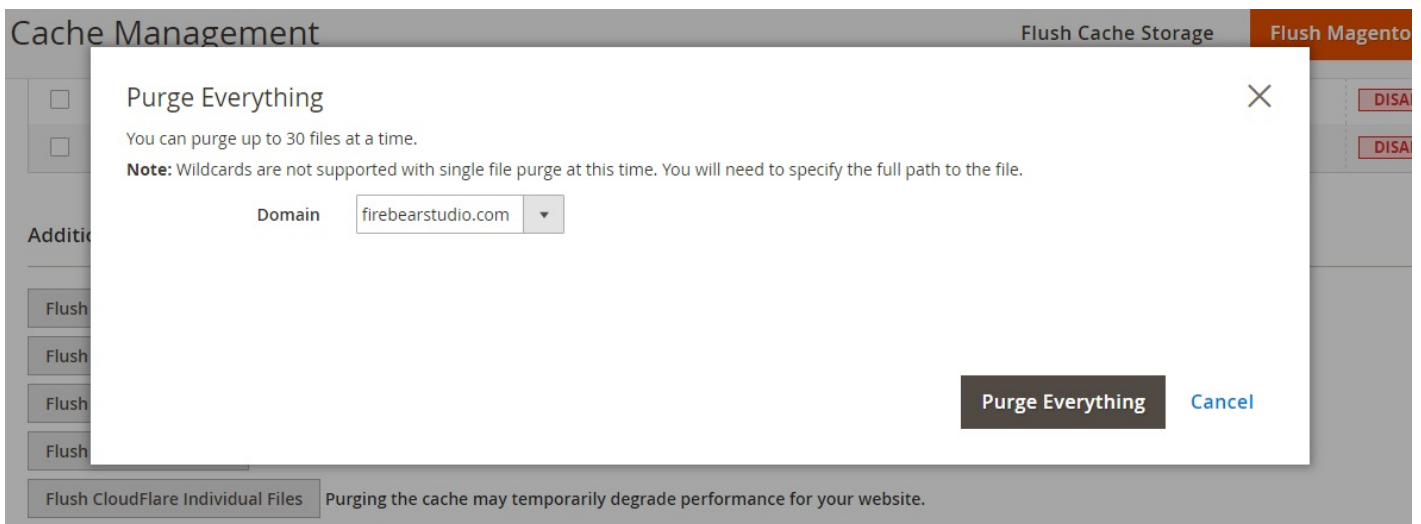 Cache Management
Flush Cache Storage
Flush Magento
Purge Everything
You can purge up to 30 files at a time.
Note: Wildcards are not supported with single file purge at this time. You will need to specify the full path to the file.
Domain
firebearstudio.com
Flush
Flush
Flush
Flush
Purge Everything
Cancel
Flush CloudFlare Individual Files
Purging the cache may temporarily degrade performance for your website.